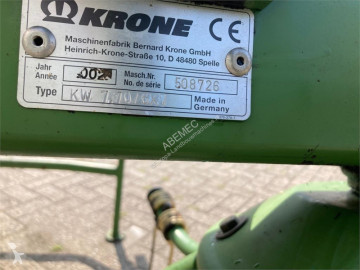 KRONE CE
Maschinenfabrik Bernard Krone GmbH
Heinrich-Krone-Straße 10, D 48480 Spelle
Jahr
Année
Masch.Nr.
No. de série 508726
Type KW
Made in
Germany
ABEMEC